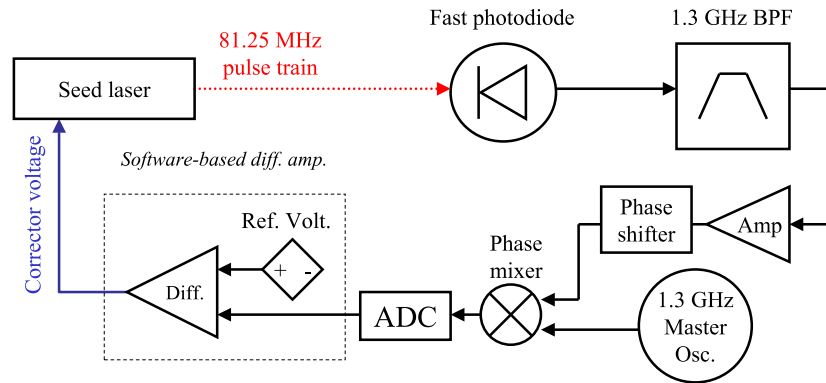 81.25 MHz
pulse train
Fast photodiode
1.3 GHz BPF
Seed laser
Corrector voltage
Software-based diff. amp.
Ref. Volt.
+ -
Diff.
ADC
Phase
mixer
Phase
shifter
Amp
1.3 GHz
Master
Osc.